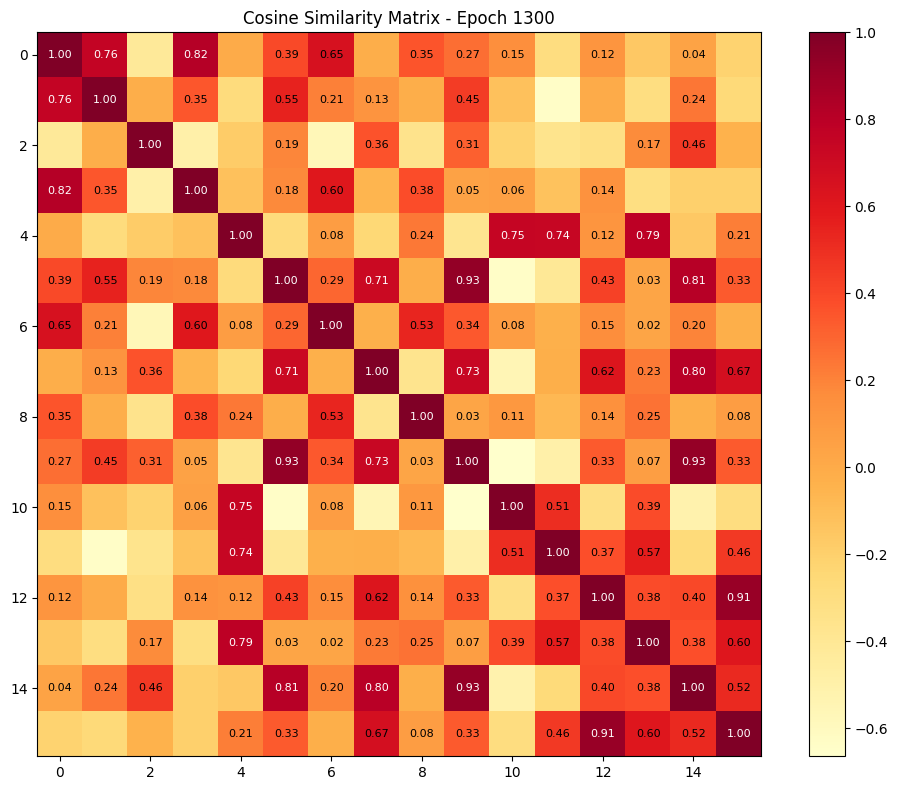 Cosine Similarity Matrix - Epoch 1300
0 1.00 0.76 0.82 0.39 0.65 0.35 0.27 0.15 0.12 0.04
0.76 1.00 0.35 0.55 0.21 0.13 0.45 0.24
2 1.00 0.19 0.36 0.31 0.17 0.46
0.82 0.35 1.00 0.18 0.60 0.38 0.05 0.06 0.14
4 1.00 0.08 0.24 0.75 0.74 0.12 0.79 0.21
0.39 0.55 0.19 0.18 1.00 0.29 0.71 0.93 0.43 0.03 0.81 0.33
6 0.65 0.21 0.60 0.08 0.29 1.00 0.53 0.34 0.08 0.15 0.02 0.20
0.13 0.36 0.71 1.00 0.73 0.62 0.23 0.80 0.67
8 0.35 0.38 0.24 0.53 1.00 0.03 0.11 0.14 0.25 0.08
0.27 0.45 0.31 0.05 0.93 0.34 0.73 0.03 1.00 0.33 0.07 0.93 0.33
10 0.15 0.06 0.75 0.08 0.11 1.00 0.51 0.39
0.74 0.51 1.00 0.37 0.57 0.46
12 0.12 0.14 0.12 0.43 0.15 0.62 0.14 0.33 0.37 1.00 0.38 0.40 0.91
0.17 0.79 0.03 0.02 0.23 0.25 0.07 0.39 0.57 0.38 1.00 0.38 0.60
14 0.04 0.24 0.46 0.81 0.20 0.80 0.93 0.40 0.38 1.00 0.52
0.21 0.33 0.67 0.08 0.33 0.46 0.91 0.60 0.52 1.00
0 2 4 6 8 10 12 14
1.0
0.8
0.6
0.4
0.2
0.0
−0.2
−0.4
−0.6